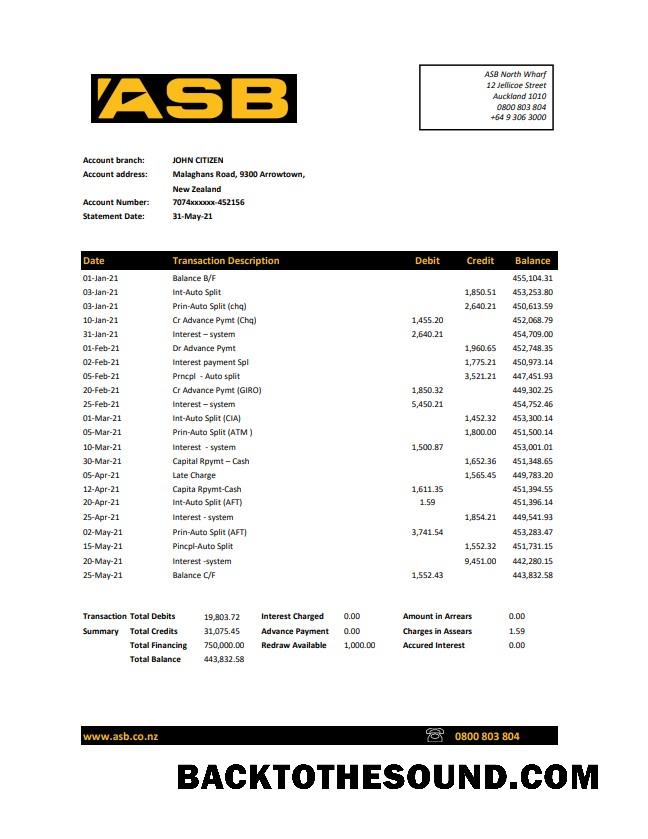 ASB
ASB North Wharf
12 Jellicoe Street
Auckland 1010
0800 803 804
+64 9 306 3000
Account branch: JOHN CITIZEN
Account address: Malaghans Road, 9300 Arrowtown,
New Zealand
Account Number: 7074xxxxxx-452156
Statement Date: 31-May-21
Date Transaction Description Debit Credit Balance
01-Jan-21 Balance B/F 455,104.31
03-Jan-21 Int-Auto Split 1,850.51 453,253.80
03-Jan-21 Prin-Auto Split (chq) 2,640.21 450,613.59
10-Jan-21 Cr Advance Pymt (Chq) 1,455.20 452,068.79
31-Jan-21 Interest – system 2,640.21 454,709.00
01-Feb-21 Dr Advance Pymt 1,960.65 452,748.35
02-Feb-21 Interest payment Spl 1,775.21 450,973.14
05-Feb-21 Prncpl - Auto split 3,521.21 447,451.93
20-Feb-21 Cr Advance Pymt (GIRO) 1,850.32 449,302.25
25-Feb-21 Interest – system 5,450.21 454,752.46
01-Mar-21 Int-Auto Split (CIA) 1,452.32 453,300.14
05-Mar-21 Prin-Auto Split (ATM ) 1,800.00 451,500.14
10-Mar-21 Interest - system 1,500.87 453,001.01
30-Mar-21 Capital Rpymt – Cash 1,652.36 451,348.65
05-Apr-21 Late Charge 1,565.45 449,783.20
12-Apr-21 Capita Rpymt-Cash 1,611.35 451,394.55
20-Apr-21 Int-Auto Split (AFT) 1.59 451,396.14
25-Apr-21 Interest - system 1,854.21 449,541.93
02-May-21 Prin-Auto Split (AFT) 3,741.54 453,283.47
15-May-21 Pincpl-Auto Split 1,552.32 451,731.15
20-May-21 Interest -system 9,451.00 442,280.15
25-May-21 Balance C/F 1,552.43 443,832.58
Transaction Total Debits 19,803.72 Interest Charged 0.00 Amount in Arrears 0.00
Summary Total Credits 31,075.45 Advance Payment 0.00 Charges in Assears 1.59
Total Financing 750,000.00 Redraw Available 1,000.00 Accured Interest 0.00
Total Balance 443,832.58
www.asb.co.nz 0800 803 804
BACKTOTHESOUND.COM